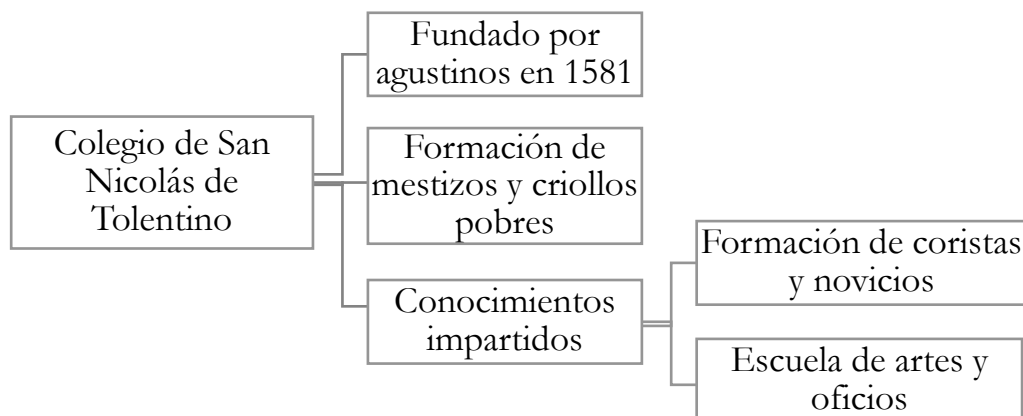 Colegio de San
Nicolás de
Tolentino
Fundado por
agustinos en 1581
Formación de
mestizos y criollos
pobres
Conocimientos
impartidos
Formación de coristas
y novicios
Escuela de artes y
oficios